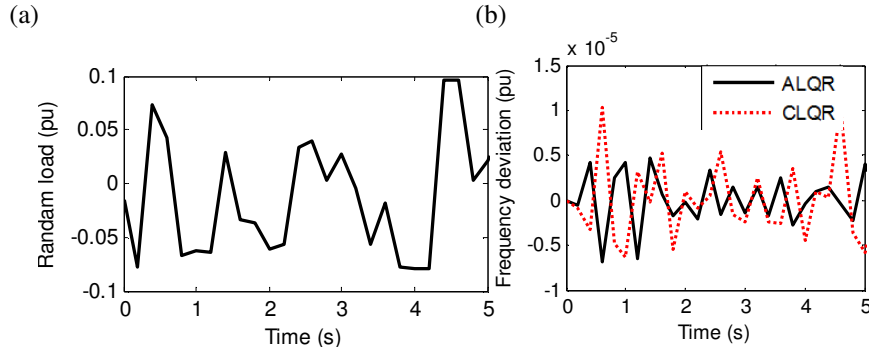 (a)
(b)
x 10^-5
Randam load (pu)
0.1
0.05
0
-0.05
-0.1
0 1 2 3 4 5
Time (s)
Frequency deviation (pu)
1.5
1
0.5
0
-0.5
-1
0 1 2 3 4 5
Time (s)
ALQR
CLQR